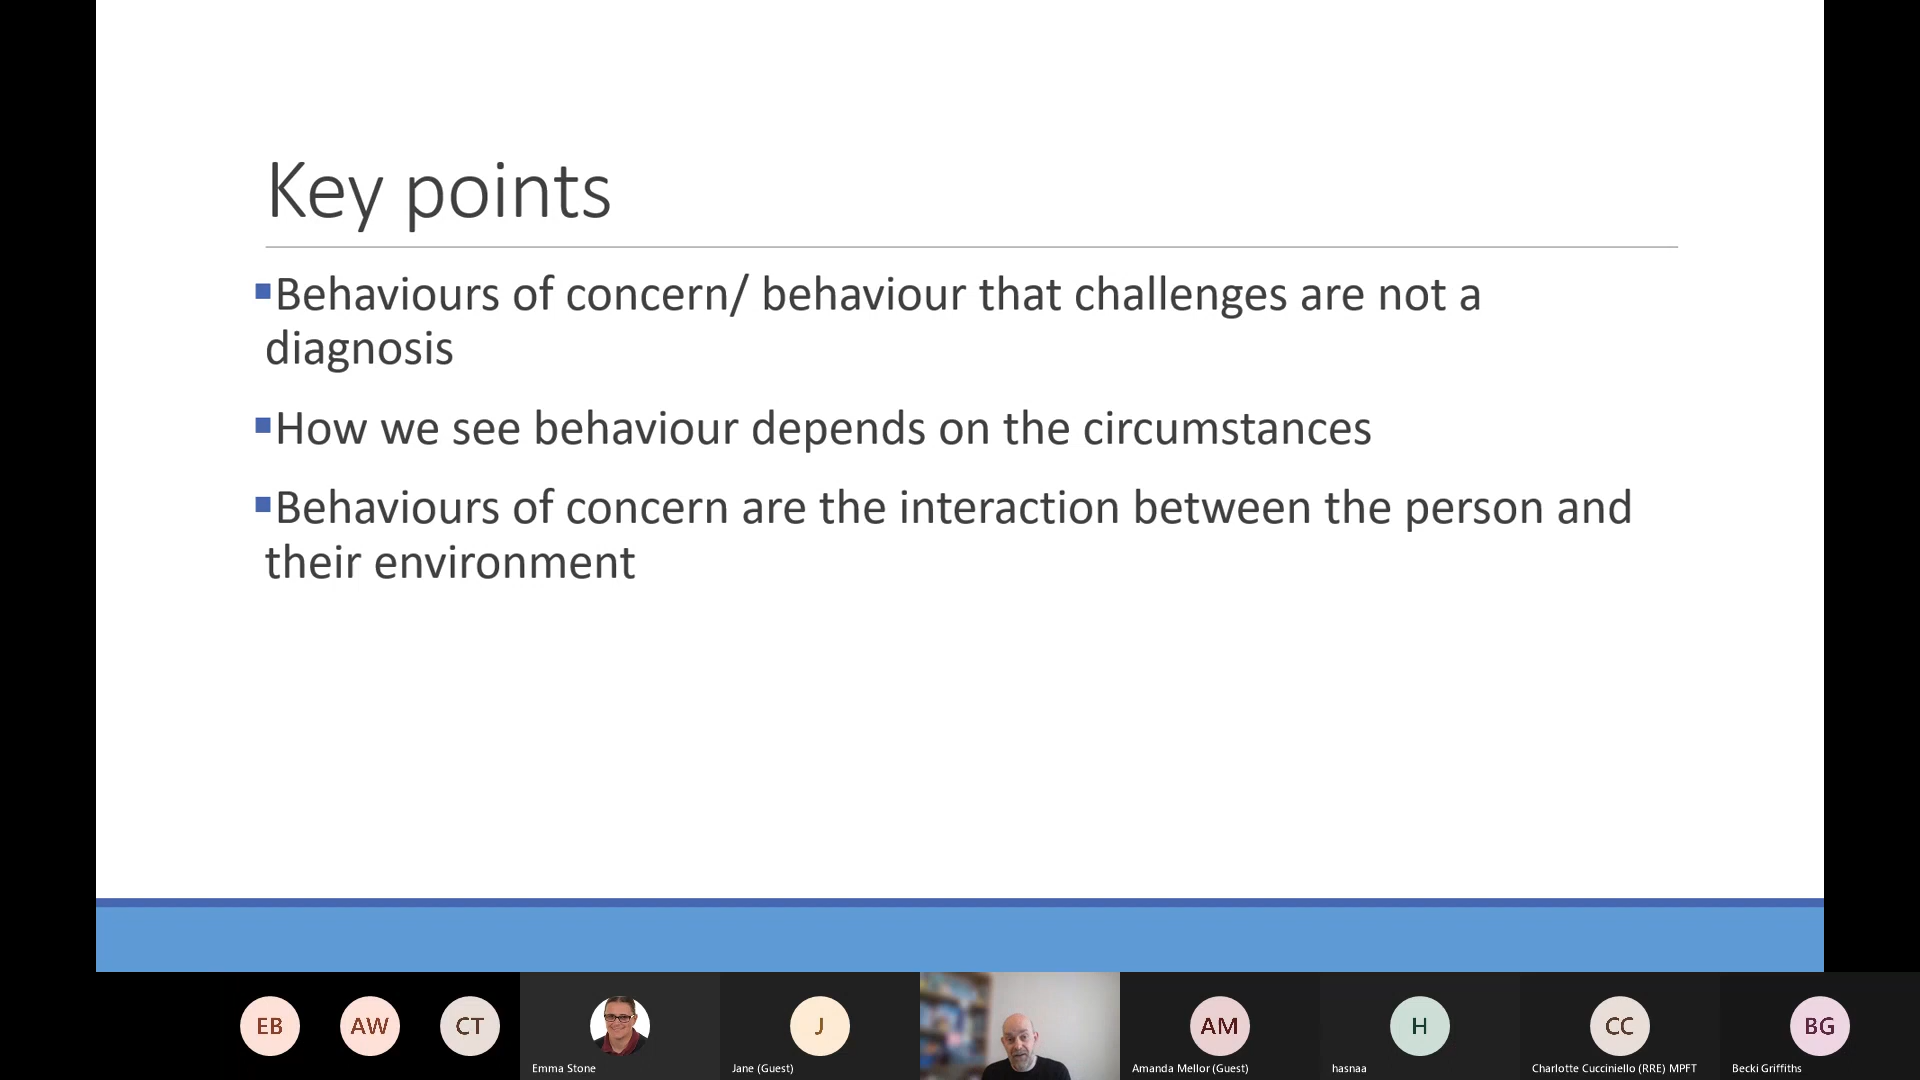 Key points
Behaviours of concern/ behaviour that challenges are not a
diagnosis
How we see behaviour depends on the circumstances
Behaviours of concern are the interaction between the person and
their environment
EB
AW
CT
J
AM
H
CC
BG
Emma Stone
Jane (Guest)
Amanda Mellor (Guest)
hasnaa
Charlotte Cucciniello (RRE) MPFT
Becki Griffiths